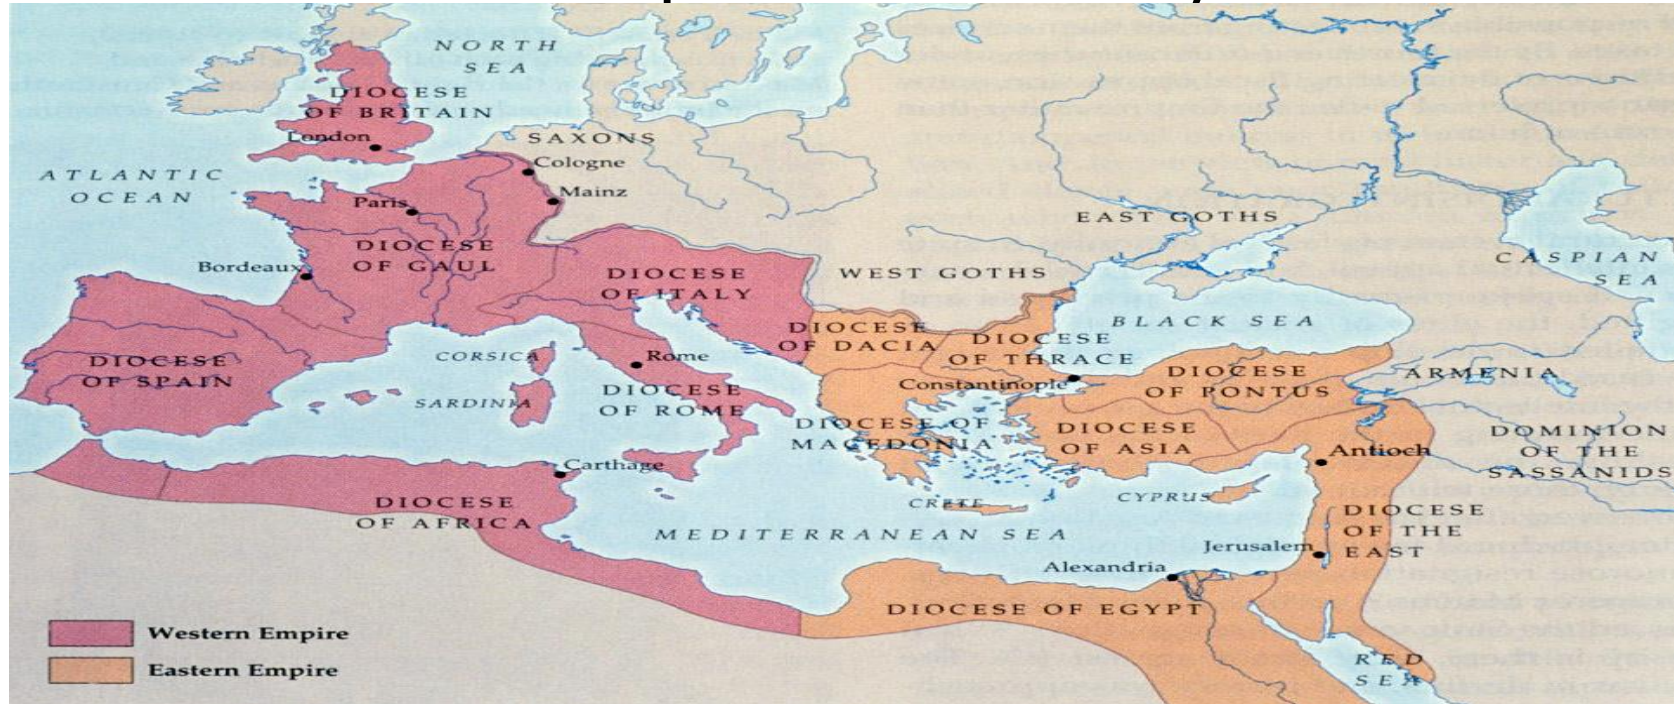 NORTH
SEA
DIOCESE
OF BRITAIN
London
SAXONS
Cologne
Mainz
ATLANTIC
OCEAN
Paris
EAST GOTHS
DIOCESE
OF GAUL
Bordeaux
DIOCESE
OF ITALY
WEST GOTHS
CASPIAN
SEA
DIOCESE
OF DACIA
DIOCESE
OF THRACE
BLACK SEA
CORSICA
Rome
DIOCESE
OF SPAIN
Constantinople
DIOCESE
OF PONTUS
ARMENIA
SARDINIA
DIOCESE
OF ROME
DIOCESE OF
MACEDONIA
DIOCESE
OF ASIA
Antioch
DOMINION
OF THE
SASSANIDS
Carthage
DIOCESE
OF AFRICA
CRETE
CYPRUS
MEDITERRANEAN SEA
DIOCESE
OF THE
EAST
Jerusalem
Alexandria
DIOCESE OF EGYPT
Western Empire
Eastern Empire
RED
SEA